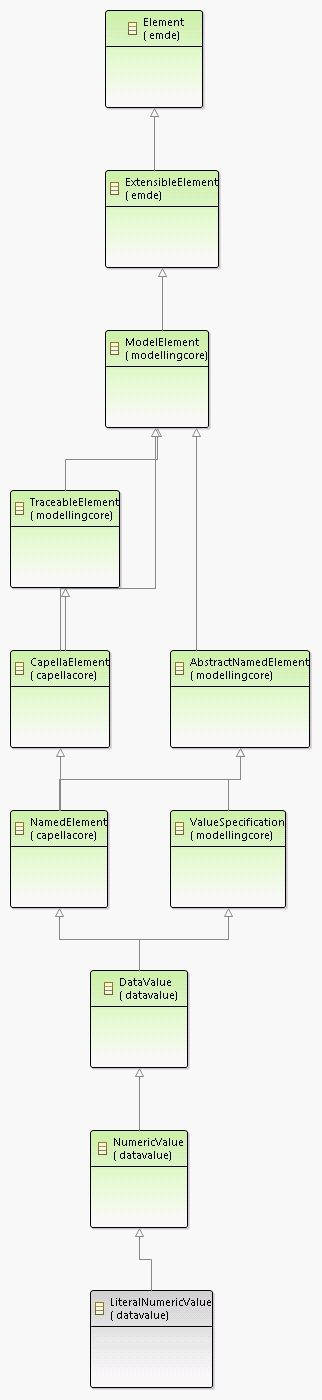 Element
( emde)
ExtensibleElement
( emde)
ModelElement
( modellingcore)
TraceableElement
( modellingcore)
CapellaElement
( capellacore)
AbstractNamedElement
( modellingcore)
NamedElement
( capellacore)
ValueSpecification
( modellingcore)
DataValue
( datavalue)
NumericValue
( datavalue)
LiteralNumericValue
( datavalue)